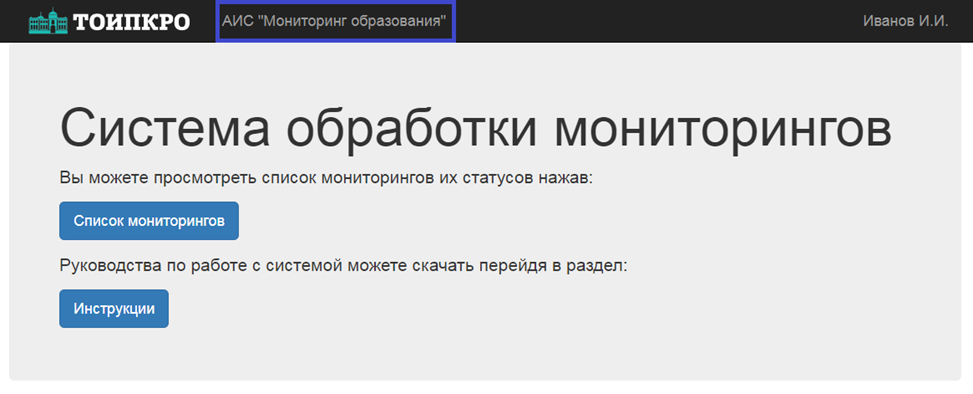 ТОИПКРО АИС "Мониторинг образования" Иванов И.И.
Система обработки мониторингов
Вы можете просмотреть список мониторингов их статусов нажав:
Список мониторингов
Руководства по работе с системой можете скачать перейдя в раздел:
Инструкции